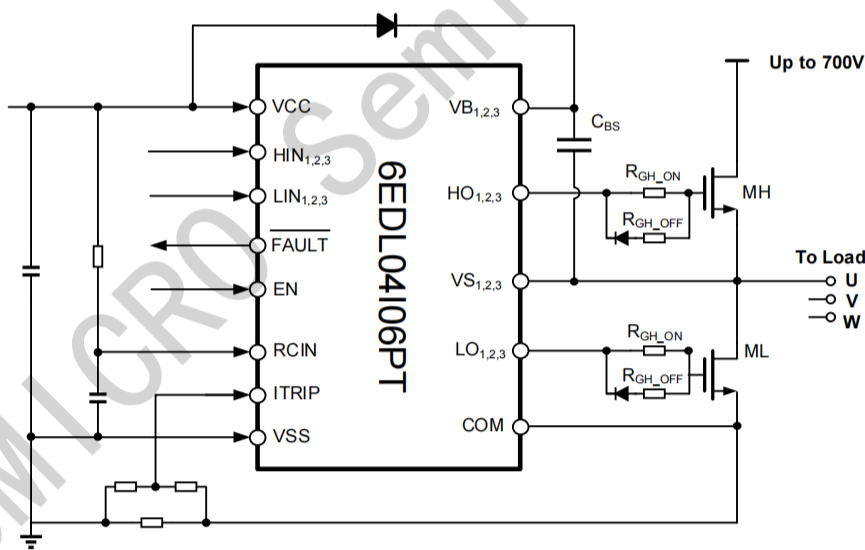 Up to 700V
VCC
HIN1,2,3
LIN1,2,3
FAULT
EN
RCIN
ITRIP
VSS
6EDL04I06PT
VB1,2,3
HO1,2,3
VS1,2,3
LO1,2,3
COM
CBS
RGH_ON
RGH_OFF
MH
To Load
U
V
W
RGH_ON
RGH_OFF
ML
MICRO Semi